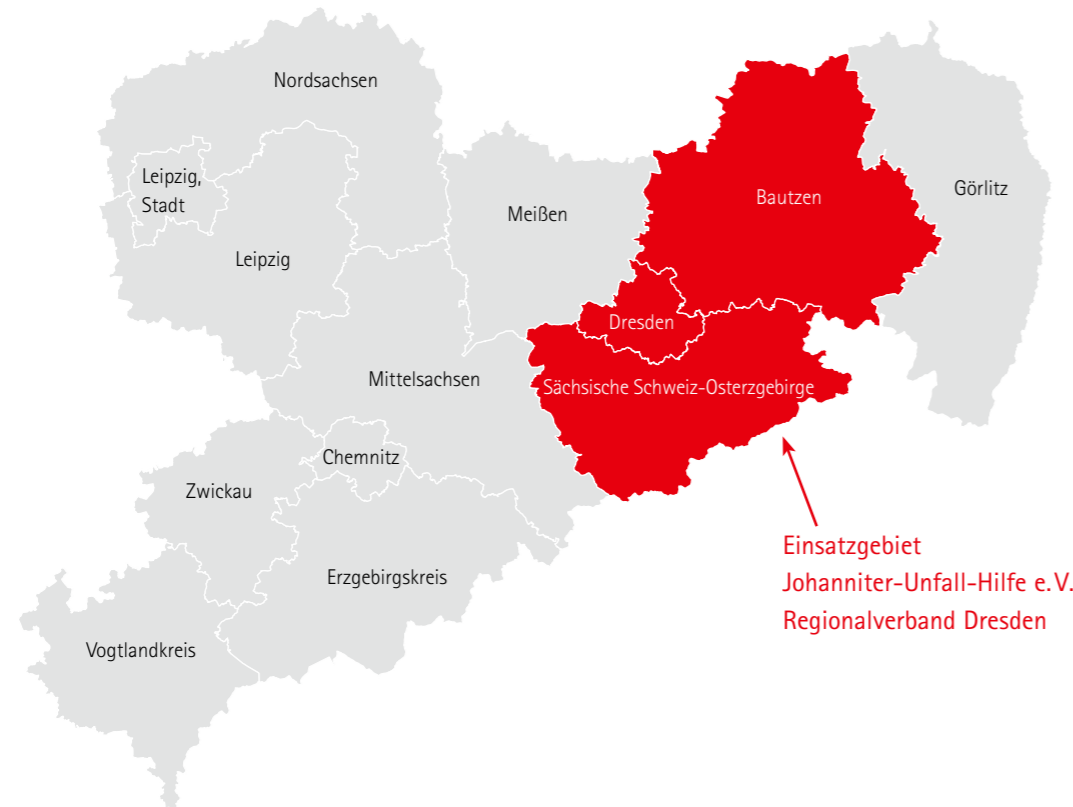 Nordsachsen
Leipzig,
Stadt
Leipzig
Meißen
Bautzen
Görlitz
Dresden
Mittelsachsen
Sächsische Schweiz-Osterzgebirge
Chemnitz
Zwickau
Erzgebirgskreis
Vogtlandkreis
Einsatzgebiet
Johanniter-Unfall-Hilfe e.V.
Regionalverband Dresden